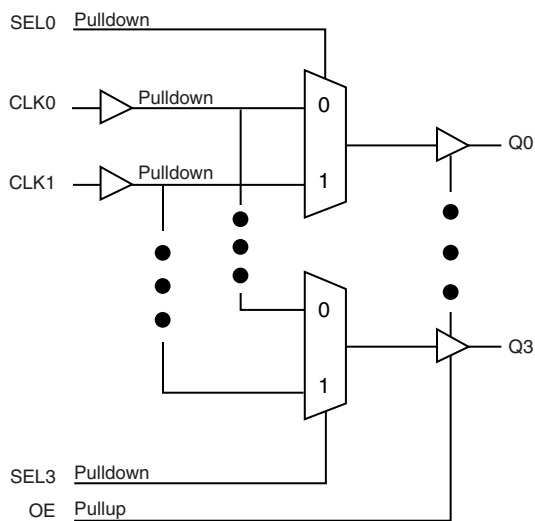 SEL0 Pulldown
CLK0 Pulldown
0
Q0
CLK1 Pulldown
1
0
Q3
1
SEL3 Pulldown
OE Pullup